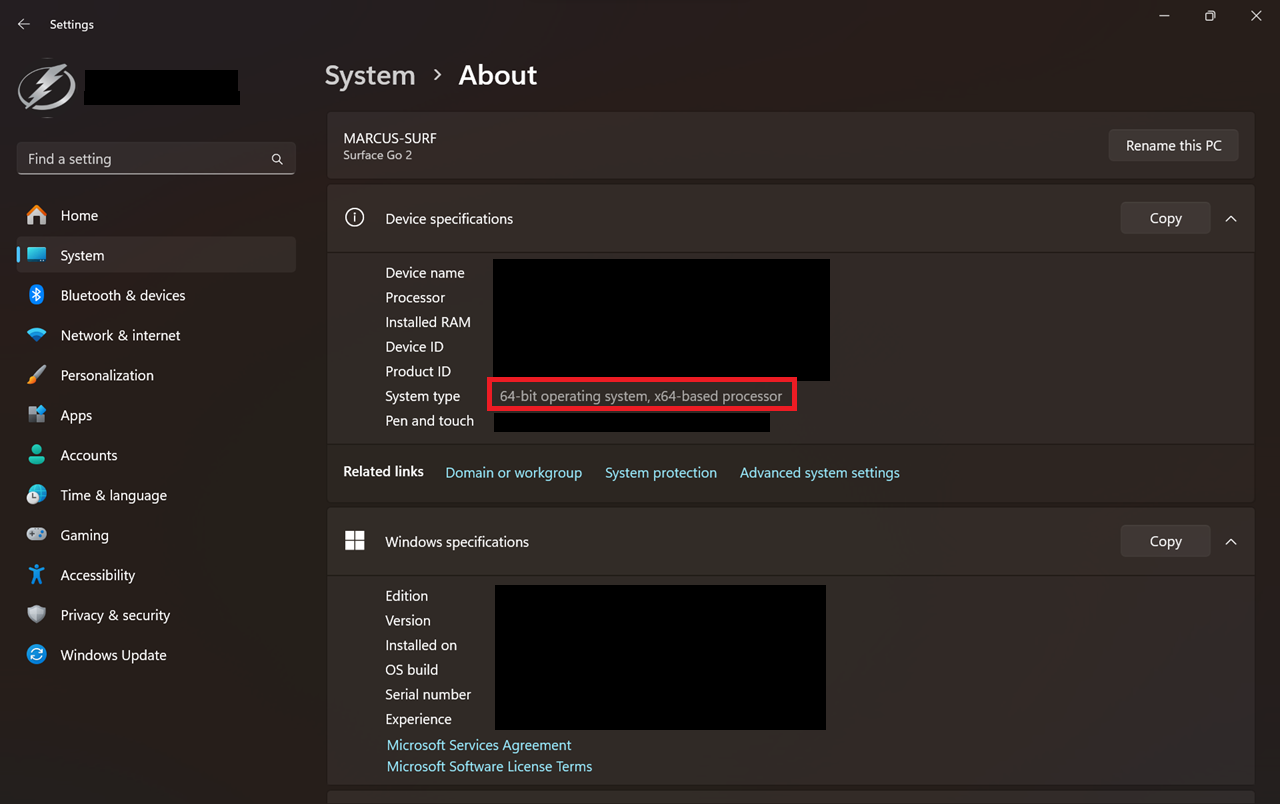 Settings
System > About
MARCUS-SURF
Surface Go 2
Rename this PC
Find a setting
Home
System
Bluetooth & devices
Network & internet
Personalization
Apps
Accounts
Time & language
Gaming
Accessibility
Privacy & security
Windows Update
Device specifications
Copy
Device name
Processor
Installed RAM
Device ID
Product ID
System type 64-bit operating system, x64-based processor
Pen and touch
Related links Domain or workgroup System protection Advanced system settings
Windows specifications
Copy
Edition
Version
Installed on
OS build
Serial number
Experience
Microsoft Services Agreement
Microsoft Software License Terms